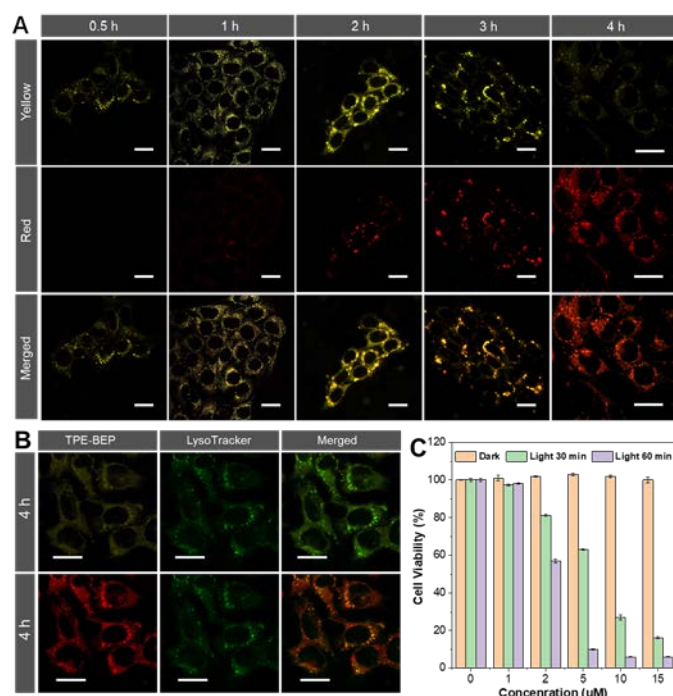 A
0.5 h 1 h 2 h 3 h 4 h
Yellow
Red
Merged
B
TPE-BEP LysoTracker Merged
4 h
4 h
C
Dark Light 30 min Light 60 min
Cell Viability (%)
120
100
80
60
40
20
0
0 1 2 5 10 15
Conceration (uM)